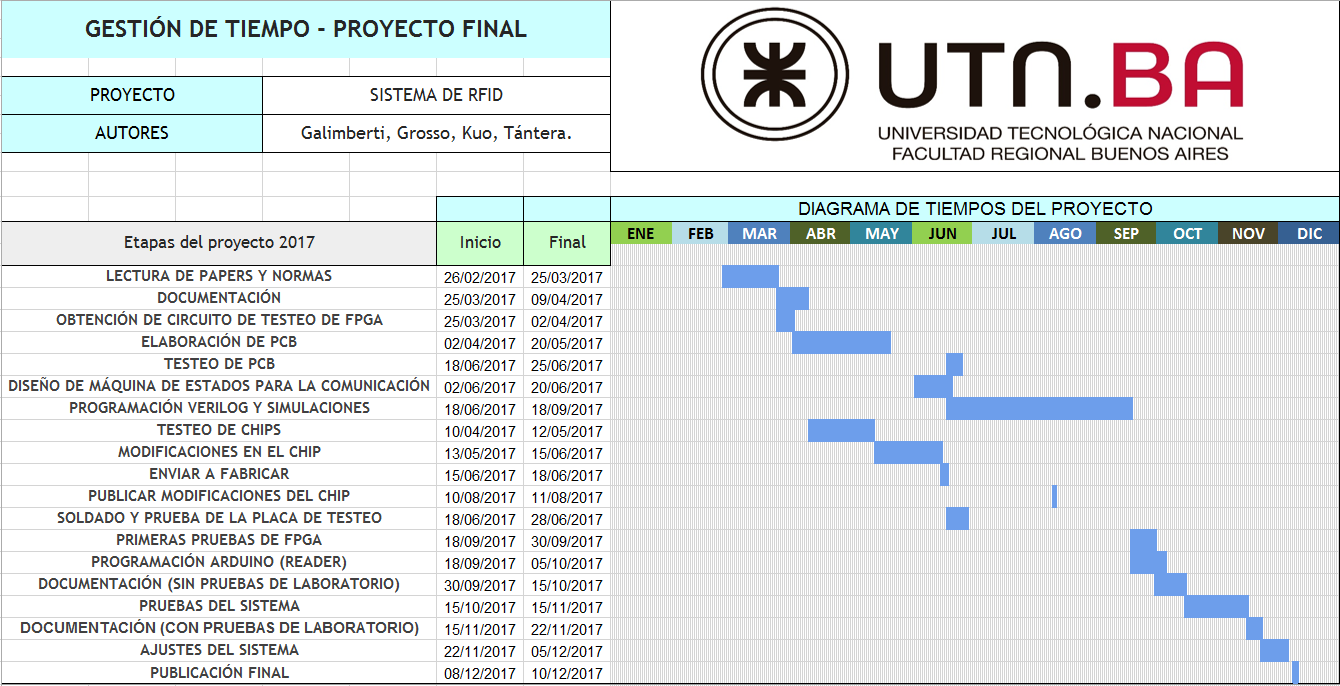 GESTIÓN DE TIEMPO - PROYECTO FINAL
UTN.BA
UNIVERSIDAD TECNOLÓGICA NACIONAL
FACULTAD REGIONAL BUENOS AIRES
PROYECTO SISTEMA DE RFID
AUTORES Galimberti, Grosso, Kuo, Tántera.
DIAGRAMA DE TIEMPOS DEL PROYECTO
Etapas del proyecto 2017 Inicio Final ENE FEB MAR ABR MAY JUN JUL AGO SEP OCT NOV DIC
LECTURA DE PAPERS Y NORMAS 26/02/2017 25/03/2017
DOCUMENTACIÓN 25/03/2017 09/04/2017
OBTENCIÓN DE CIRCUITO DE TESTEO DE FPGA 25/03/2017 02/04/2017
ELABORACIÓN DE PCB 02/04/2017 20/05/2017
TESTEO DE PCB 18/06/2017 25/06/2017
DISEÑO DE MÁQUINA DE ESTADOS PARA LA COMUNICACIÓN 02/06/2017 20/06/2017
PROGRAMACIÓN VERILOG Y SIMULACIONES 18/06/2017 18/09/2017
TESTEO DE CHIPS 10/04/2017 12/05/2017
MODIFICACIONES EN EL CHIP 13/05/2017 15/06/2017
ENVIAR A FABRICAR 15/06/2017 18/06/2017
PUBLICAR MODIFICACIONES DEL CHIP 10/08/2017 11/08/2017
SOLDADO Y PRUEBA DE LA PLACA DE TESTEO 18/06/2017 28/06/2017
PRIMERAS PRUEBAS DE FPGA 18/09/2017 30/09/2017
PROGRAMACIÓN ARDUINO (READER) 18/09/2017 05/10/2017
DOCUMENTACIÓN (SIN PRUEBAS DE LABORATORIO) 30/09/2017 15/10/2017
PRUEBAS DEL SISTEMA 15/10/2017 15/11/2017
DOCUMENTACIÓN (CON PRUEBAS DE LABORATORIO) 15/11/2017 22/11/2017
AJUSTES DEL SISTEMA 22/11/2017 05/12/2017
PUBLICACIÓN FINAL 08/12/2017 10/12/2017